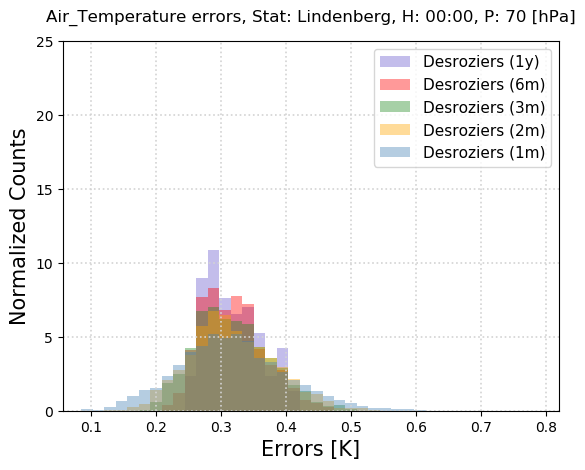 Air_Temperature errors, Stat: Lindenberg, H: 00:00, P: 70 [hPa]
25
20
15
10
5
0
Normalized Counts
Desroziers (1y)
Desroziers (6m)
Desroziers (3m)
Desroziers (2m)
Desroziers (1m)
0.1 0.2 0.3 0.4 0.5 0.6 0.7 0.8
Errors [K]